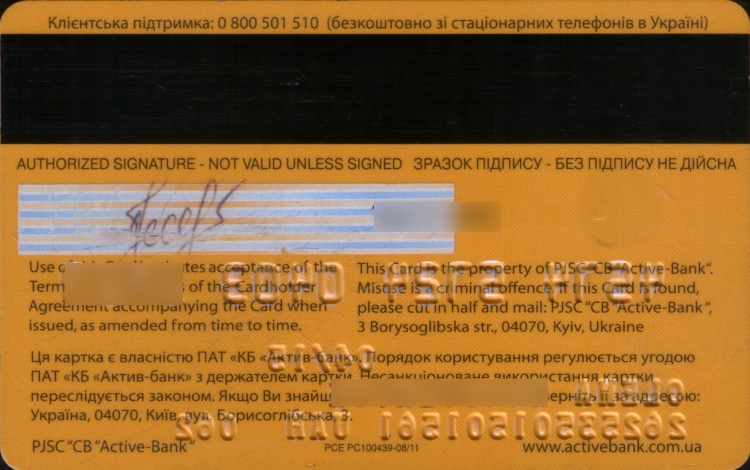 Клієнтська підтримка: 0 800 501 510 (безкоштовно зі стаціонарних телефонів в Україні)
AUTHORIZED SIGNATURE - NOT VALID UNLESS SIGNED ЗРАЗОК ПІДПИСУ - БЕЗ ПІДПИСУ НЕ ДІЙСНА
Use of acceptance of the
Term of the Cardholder
Agreement accompanying the Card when
issued, as amended from time to time.
This Card is the property of PJSC "CB "Active-Bank".
Misuse is a criminal offence. If this Card is found,
please cut in half and mail: PJSC "CB "Active-Bank",
3 Borysoglibska str., 04070, Kyiv, Ukraine
04/15
Ця картка є власністю ПАТ «КБ «Актив-банк». Порядок користування регулюється угодою
ПАТ «КБ «Актив-банк» з держателем картки. Несанкціоноване використання картки
переслідується законом. Якщо Ви знайш верніть її за адресою:
Україна, 04070, Київ, вул. Борисоглібська, 3.
PJSC "CB "Active-Bank" PCE PC100439-08/11 www.activebank.com.ua